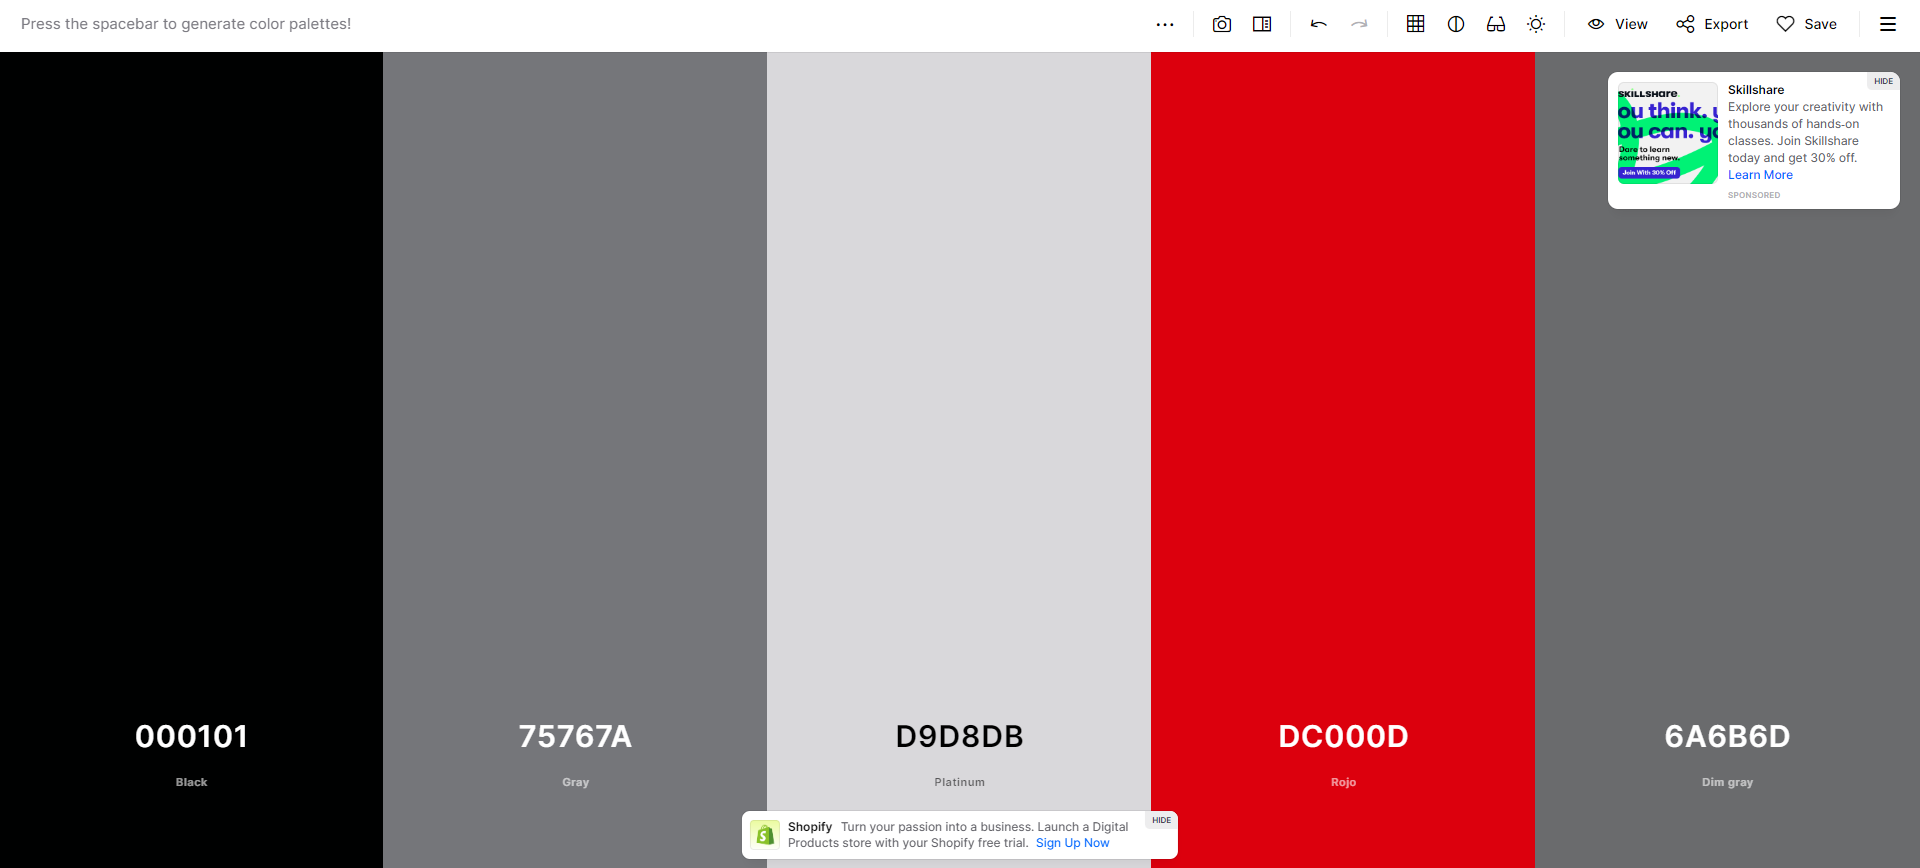 Press the spacebar to generate color palettes!
View
Export
Save
HIDE
SKILLSHARE
ou think. y
ou can. yo
Dare to learn
something new.
Join With 30% Off
Skillshare
Explore your creativity with
thousands of hands-on
classes. Join Skillshare
today and get 30% off.
Learn More
SPONSORED
000101
Black
75767A
Gray
D9D8DB
Platinum
DC000D
Rojo
6A6B6D
Dim gray
HIDE
Shopify Turn your passion into a business. Launch a Digital
Products store with your Shopify free trial. Sign Up Now